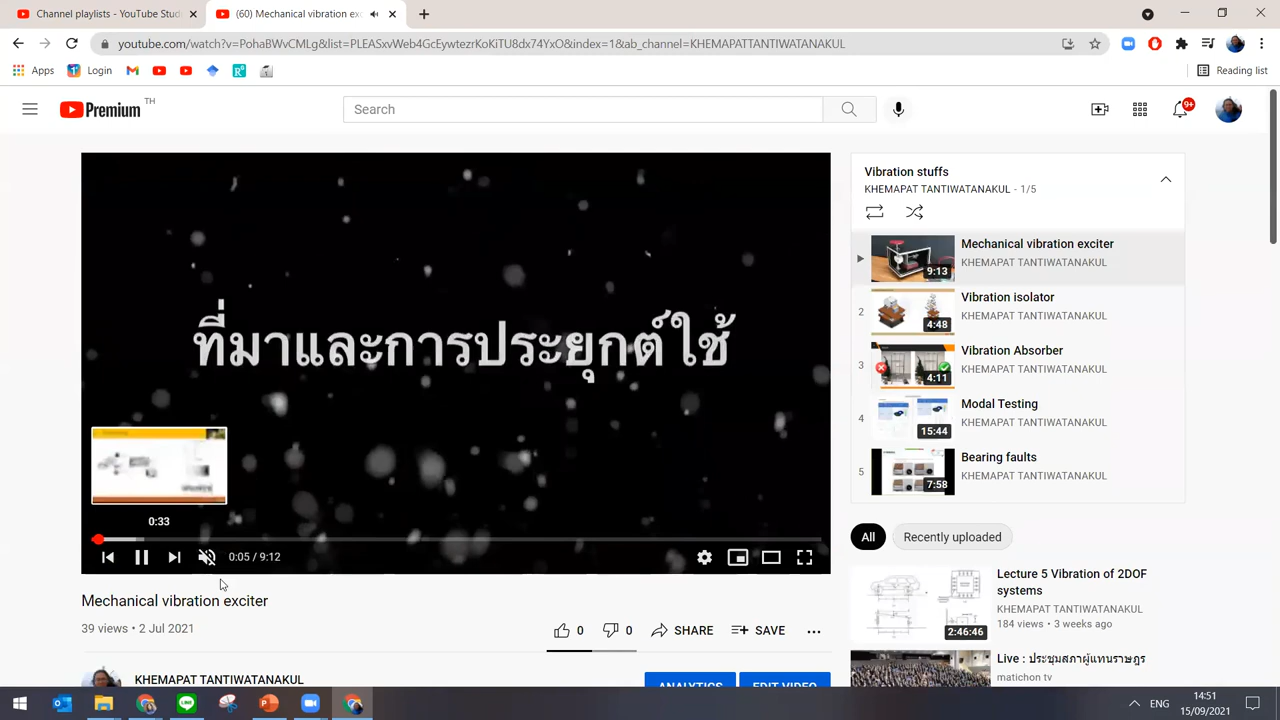 Channel playlists - YouTube Stud
(60) Mechanical vibration exc
youtube.com/watch?v=PohaBWvCMLg&list=PLEASxvWeb4GcEywezrK-KiTHRdx74YxO&index=1&ab_channel=KHEMAPATTANTIWATANAKUL
Apps
Login
Reading list
Premium
TH
Search
9+
ที่มาและการประยุกต์ใช้
0:33
0:05 / 9:12
Mechanical vibration exciter
39 views • 2 Jul 2021
0
0
SHARE
SAVE
KHEMAPAT TANTIWATANAKUL
ANALYTICS
EDIT VIDEO
Vibration stuffs
KHEMAPAT TANTIWATANAKUL - 1/5
9:13
Mechanical vibration exciter
KHEMAPAT TANTIWATANAKUL
2
4:48
Vibration isolator
KHEMAPAT TANTIWATANAKUL
3
4:11
Vibration Absorber
KHEMAPAT TANTIWATANAKUL
4
15:44
Modal Testing
KHEMAPAT TANTIWATANAKUL
5
7:58
Bearing faults
KHEMAPAT TANTIWATANAKUL
All
Recently uploaded
2:46:46
Lecture 5 Vibration of 2DOF
systems
KHEMAPAT TANTIWATANAKUL
184 views • 3 weeks ago
Live : ประชุมสภาผู้แทนราษฎร
matichon tv
ENG
14:51
15/09/2021